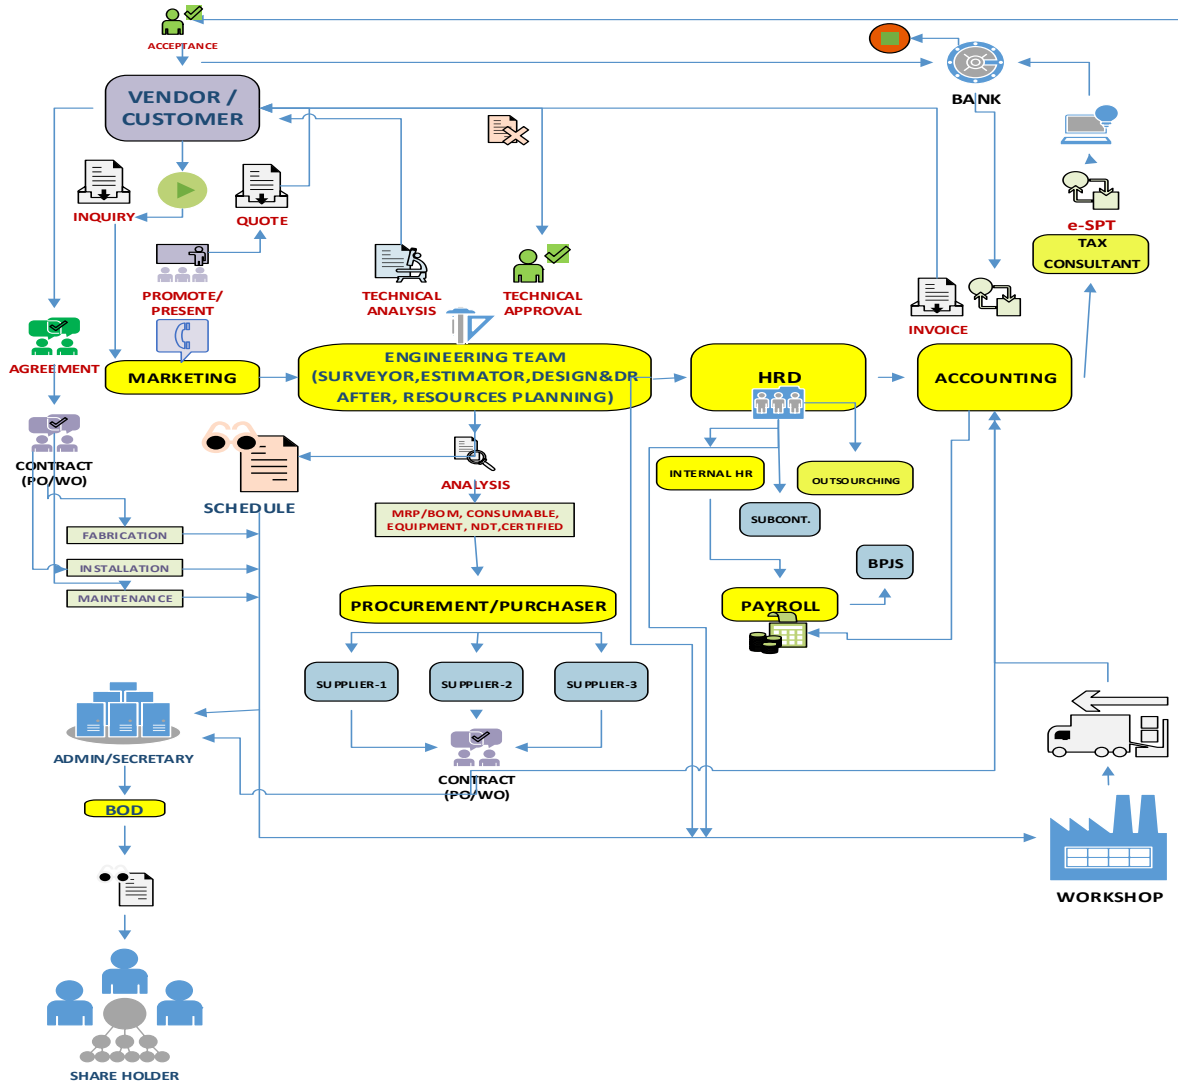 ACCEPTANCE
VENDOR /
CUSTOMER
BANK
INQUIRY
QUOTE
e-SPT
TAX
CONSULTANT
PROMOTE/
PRESENT
TECHNICAL
ANALYSIS
TECHNICAL
APPROVAL
INVOICE
AGREEMENT
MARKETING
ENGINEERING TEAM
(SURVEYOR,ESTIMATOR,DESIGN&DR
AFTER, RESOURCES PLANNING)
HRD
ACCOUNTING
CONTRACT
(PO/WO)
SCHEDULE
ANALYSIS
INTERNAL HR
OUTSOURCHING
MRP/BOM, CONSUMABLE,
EQUIPMENT, NDT,CERTIFIED
SUBCONT.
FABRICATION
INSTALLATION
MAINTENANCE
BPJS
PROCUREMENT/PURCHASER
PAYROLL
SUPPLIER-1
SUPPLIER-2
SUPPLIER-3
ADMIN/SECRETARY
CONTRACT
(PO/WO)
BOD
WORKSHOP
SHARE HOLDER